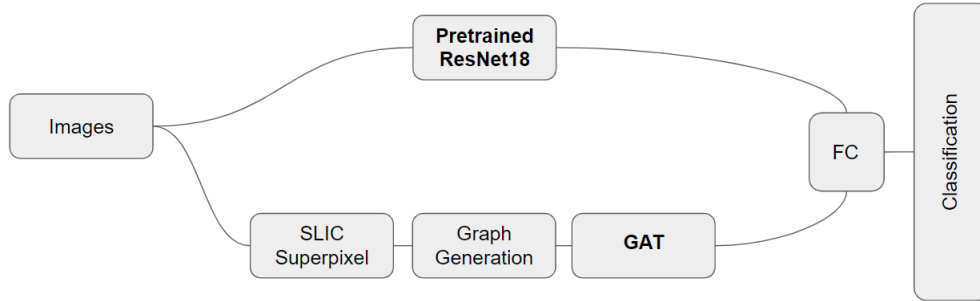 Images
Pretrained
ResNet18
SLIC
Superpixel
Graph
Generation
GAT
FC
Classification